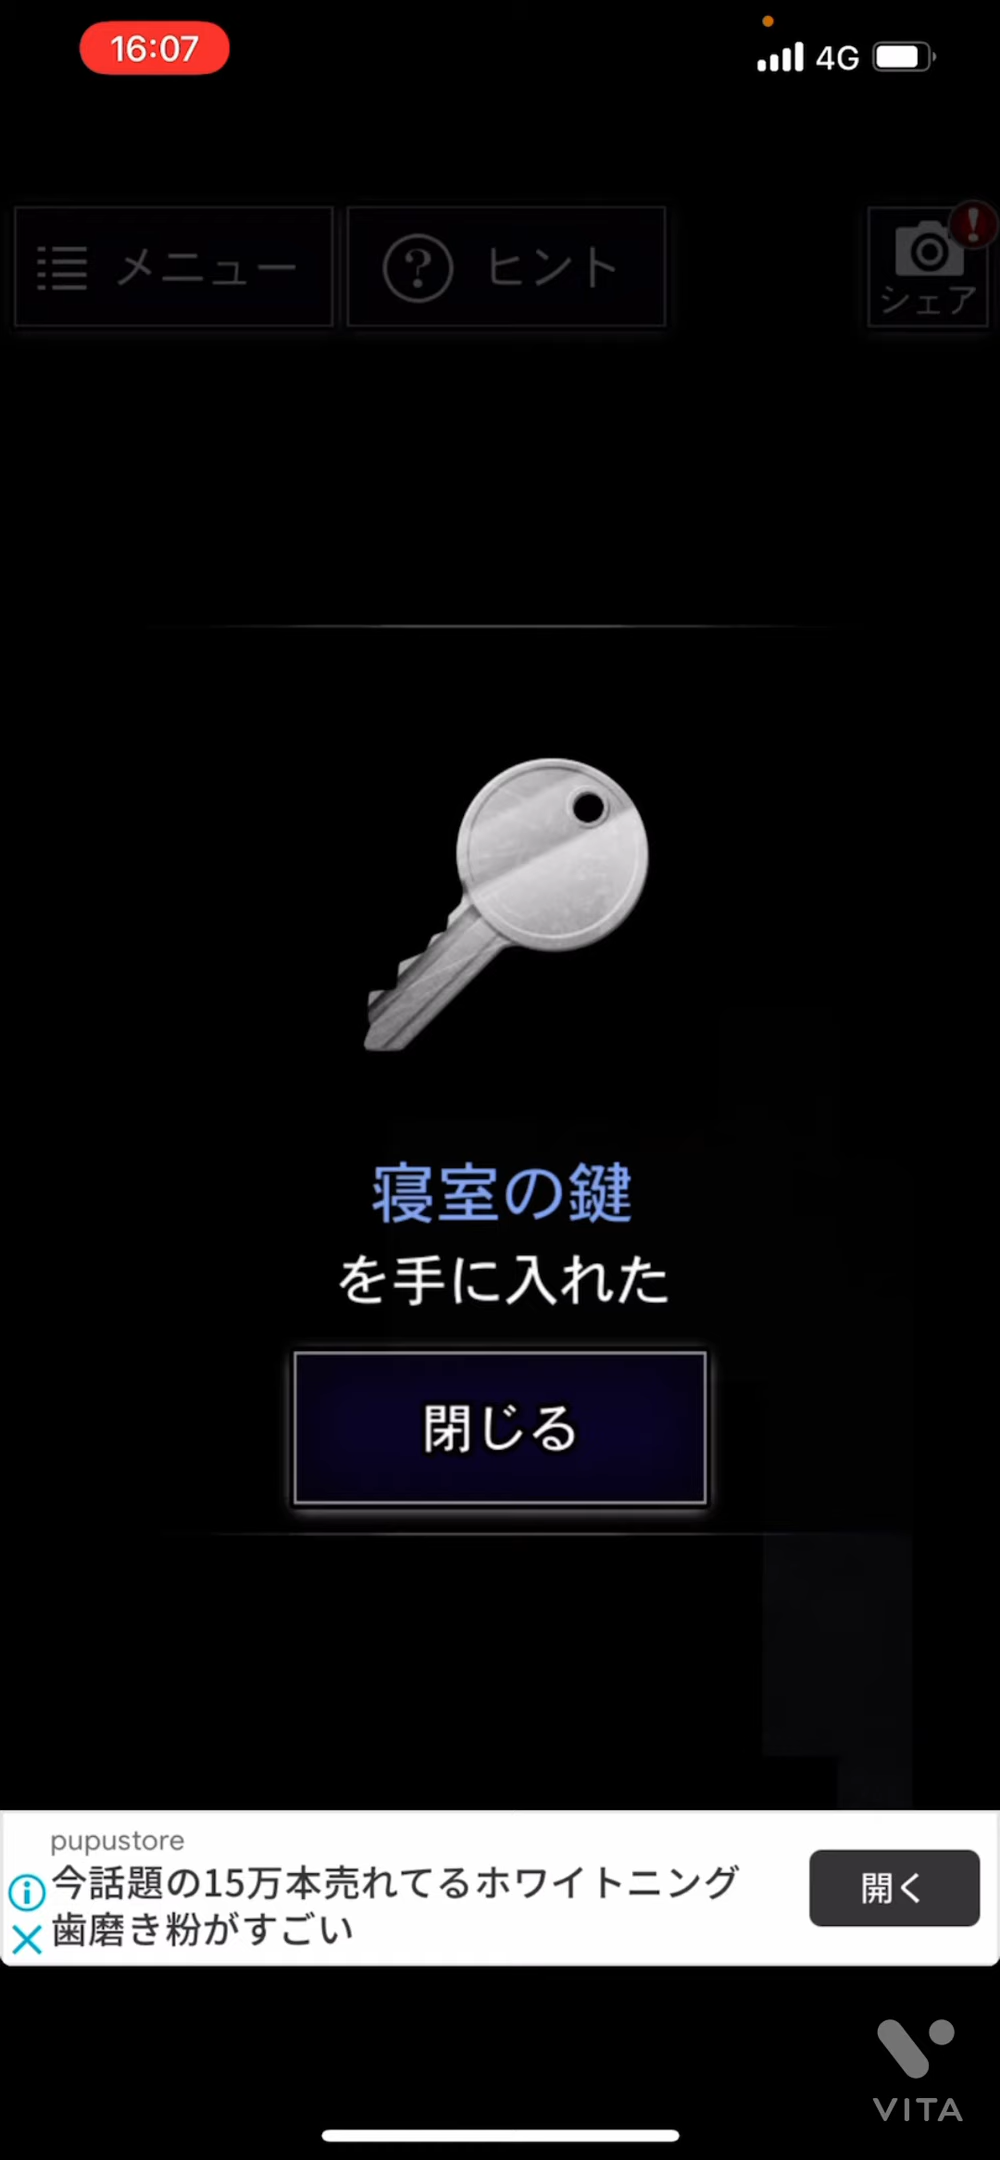 16:07
4G
メニュー
? ヒント
!
シェア
寝室の鍵
を手に入れた
閉じる
pupustore
今話題の15万本売れてるホワイトニング
歯磨き粉がすごい
開く
VITA